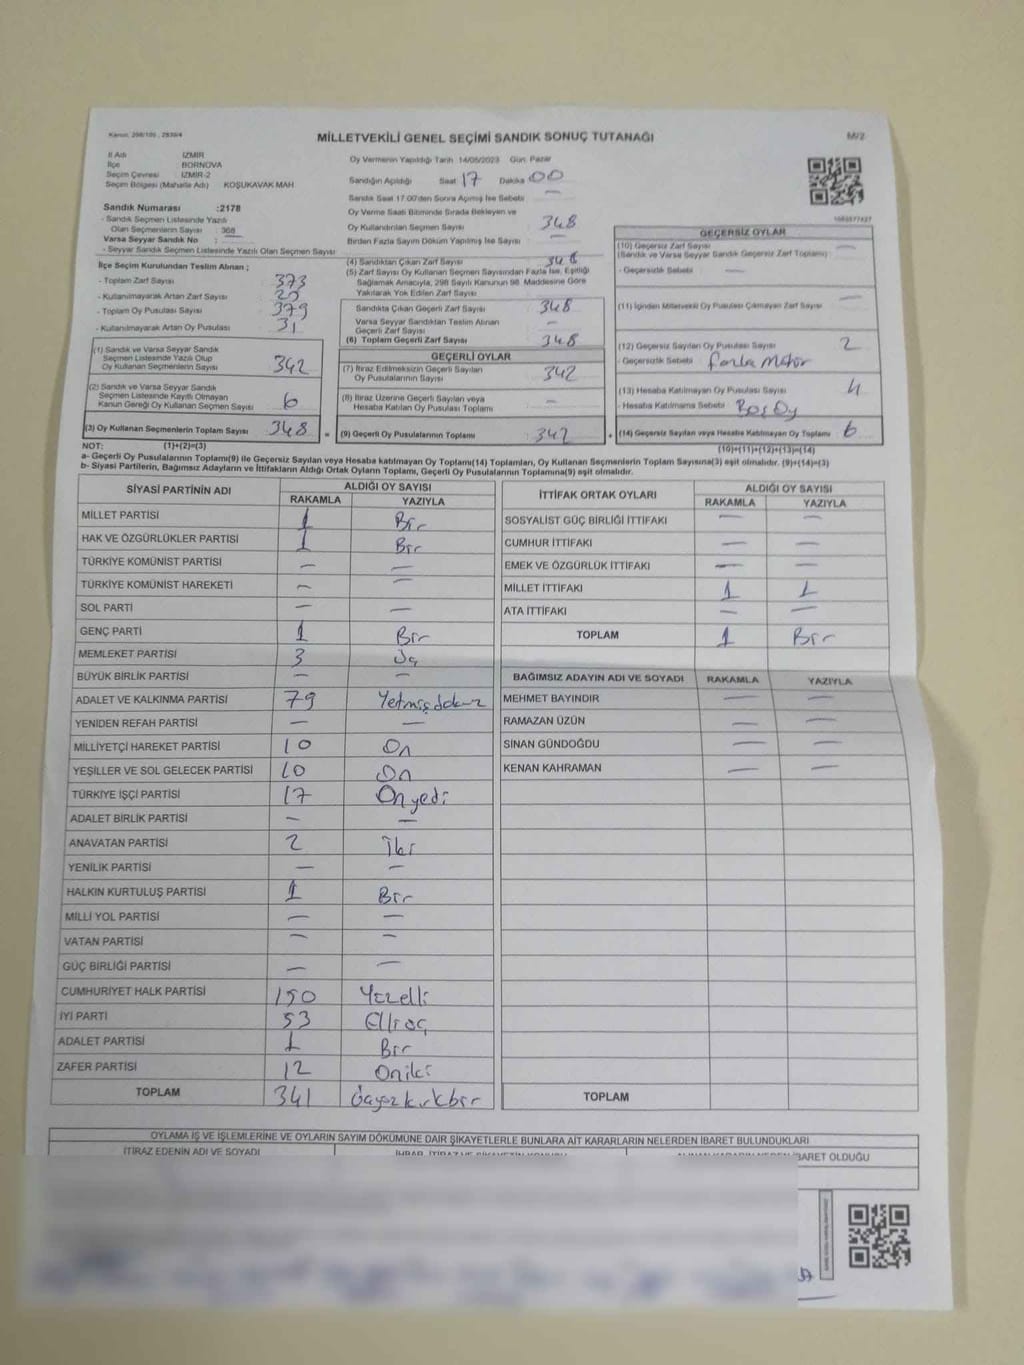 Kanun: 298/105 , 2839/4
MİLLETVEKİLİ GENEL SEÇİMİ SANDIK SONUÇ TUTANAĞI
M/2
İl Adı İZMİR
İlçe BORNOVA
Seçim Çevresi İZMİR-2
Seçim Bölgesi (Mahalle Adı) KOŞUKAVAK MAH
Sandık Numarası :2178
- Sandık Seçmen Listesinde Yazılı
Olan Seçmenlerin Sayısı : 368
Varsa Seyyar Sandık No :
- Seyyar Sandık Seçmen Listesinde Yazılı Olan Seçmen Sayısı
Oy Vermenin Yapıldığı Tarih 14/05/2023 Gün Pazar
Sandığın Açıldığı Saat 17 Dakika 00
Sandık Saat 17.00'den Sonra Açılmış İse Sebebi —
Oy Verme Saati Bitiminde Sırada Bekleyen ve
Oy Kullandırılan Seçmen Sayısı 348
Birden Fazla Sayım Döküm Yapılmış İse Sayısı —
İlçe Seçim Kurulundan Teslim Alınan ;
- Toplam Zarf Sayısı 373
- Kullanılmayarak Artan Zarf Sayısı 25
- Toplam Oy Pusulası Sayısı 379
- Kullanılmayarak Artan Oy Pusulası 31
(1) Sandık ve Varsa Seyyar Sandık
Seçmen Listesinde Yazılı Olup
Oy Kullanan Seçmenlerin Sayısı 342
(2) Sandık ve Varsa Seyyar Sandık
Seçmen Listesinde Kayıtlı Olmayan
Kanun Gereği Oy Kullanan Seçmen Sayısı 6
(3) Oy Kullanan Seçmenlerin Toplam Sayısı 348
(4) Sandıktan Çıkan Zarf Sayısı 348
(5) Zarf Sayısı Oy Kullanan Seçmen Sayısından Fazla İse, Eşitliği
Sağlamak Amacıyla, 298 Sayılı Kanunun 98. Maddesine Göre
Yakılarak Yok Edilen Zarf Sayısı
Sandıkta Çıkan Geçerli Zarf Sayısı 348
Varsa Seyyar Sandıktan Teslim Alınan
Geçerli Zarf Sayısı —
(6) Toplam Geçerli Zarf Sayısı 348
GEÇERLİ OYLAR
(7) İtiraz Edilmeksizin Geçerli Sayılan
Oy Pusulalarının Sayısı 342
(8) İtiraz Üzerine Geçerli Sayılan veya
Hesaba Katılan Oy Pusulası Toplamı —
= (9) Geçerli Oy Pusulalarının Toplamı 342
GEÇERSİZ OYLAR
(10) Geçersiz Zarf Sayısı —
(Sandık ve Varsa Seyyar Sandık Geçersiz Zarf Toplamı)
- Geçersizlik Sebebi —
(11) İçinden Milletvekili Oy Pusulası Çıkmayan Zarf Sayısı —
(12) Geçersiz Sayılan Oy Pusulası Sayısı 2
- Geçersizlik Sebebi fazla Mühür
(13) Hesaba Katılmayan Oy Pusulası Sayısı 4
- Hesaba Katılmama Sebebi Boş Oy
+ (14) Geçersiz Sayılan veya Hesaba Katılmayan Oy Toplamı 6
NOT: (1)+(2)=(3) (10)+(11)+(12)+(13)=(14)
a- Geçerli Oy Pusulalarının Toplamı(9) ile Geçersiz Sayılan veya Hesaba katılmayan Oy Toplamı(14) Toplamları, Oy Kullanan Seçmenlerin Toplam Sayısına(3) eşit olmalıdır. (9)+(14)=(3)
b- Siyasi Partilerin, Bağımsız Adayların ve İttifakların Aldığı Ortak Oyların Toplamı, Geçerli Oy Pusulalarının Toplamına(9) eşit olmalıdır.
SİYASİ PARTİNİN ADI ALDIĞI OY SAYISI
RAKAMLA YAZIYLA
MİLLET PARTİSİ 1 Bir
HAK VE ÖZGÜRLÜKLER PARTİSİ 1 Bir
TÜRKİYE KOMÜNİST PARTİSİ — —
TÜRKİYE KOMÜNİST HAREKETİ — —
SOL PARTİ — —
GENÇ PARTİ 1 Bir
MEMLEKET PARTİSİ 3 üç
BÜYÜK BİRLİK PARTİSİ — —
ADALET VE KALKINMA PARTİSİ 79 Yetmişdokuz
YENİDEN REFAH PARTİSİ — —
MİLLİYETÇİ HAREKET PARTİSİ 10 On
YEŞİLLER VE SOL GELECEK PARTİSİ 10 On
TÜRKİYE İŞÇİ PARTİSİ 17 Onyedi
ADALET BİRLİK PARTİSİ — —
ANAVATAN PARTİSİ 2 İki
YENİLİK PARTİSİ — —
HALKIN KURTULUŞ PARTİSİ 1 Bir
MİLLİ YOL PARTİSİ — —
VATAN PARTİSİ — —
GÜÇ BİRLİĞİ PARTİSİ — —
CUMHURİYET HALK PARTİSİ 150 Yüzelli
İYİ PARTİ 53 Elliüç
ADALET PARTİSİ 1 Bir
ZAFER PARTİSİ 12 Oniki
TOPLAM 341 Üçyüzkırkbir
İTTİFAK ORTAK OYLARI ALDIĞI OY SAYISI
RAKAMLA YAZIYLA
SOSYALİST GÜÇ BİRLİĞİ İTTİFAKI — —
CUMHUR İTTİFAKI — —
EMEK VE ÖZGÜRLÜK İTTİFAKI — —
MİLLET İTTİFAKI 1 1
ATA İTTİFAKI — —
TOPLAM 1 Bir
BAĞIMSIZ ADAYIN ADI VE SOYADI RAKAMLA YAZIYLA
MEHMET BAYINDIR — —
RAMAZAN ÜZÜN — —
SİNAN GÜNDOĞDU — —
KENAN KAHRAMAN — —
TOPLAM
OYLAMA İŞ VE İŞLEMLERİNE VE OYLARIN SAYIM DÖKÜMÜNE DAİR ŞİKAYETLERLE BUNLARA AİT KARARLARIN NELERDEN İBARET BULUNDUKLARI
İTİRAZ EDENİN ADI VE SOYADI
İBARET OLDUĞU